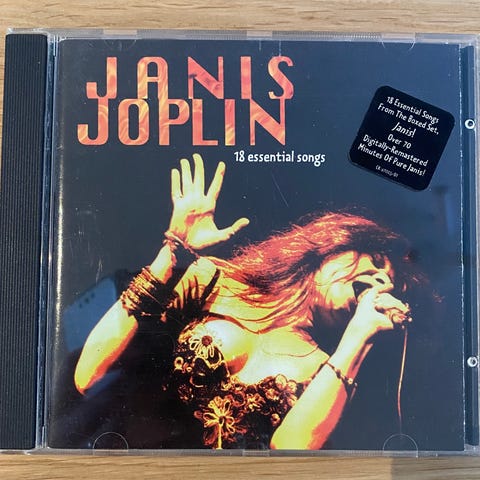 JANIS
JOPLIN
18 essential songs
18 Essential Songs
From The Boxed Set,
Janis!
Over 70
Digitally-Remastered
Minutes Of Pure Janis!